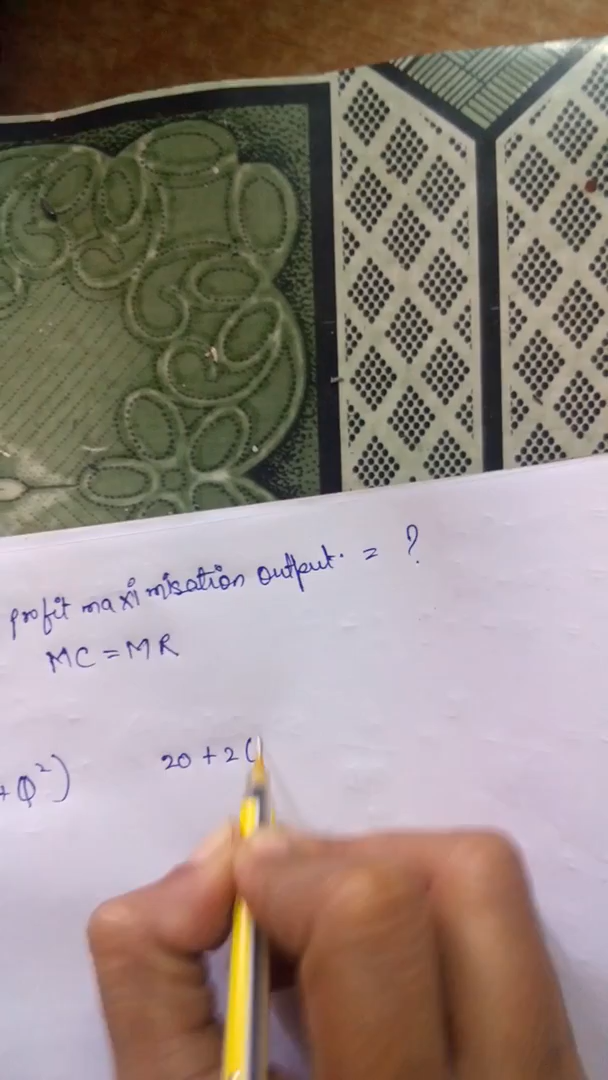 profit maximisation output. = ?
MC = MR
+ Q²) 20 + 2(